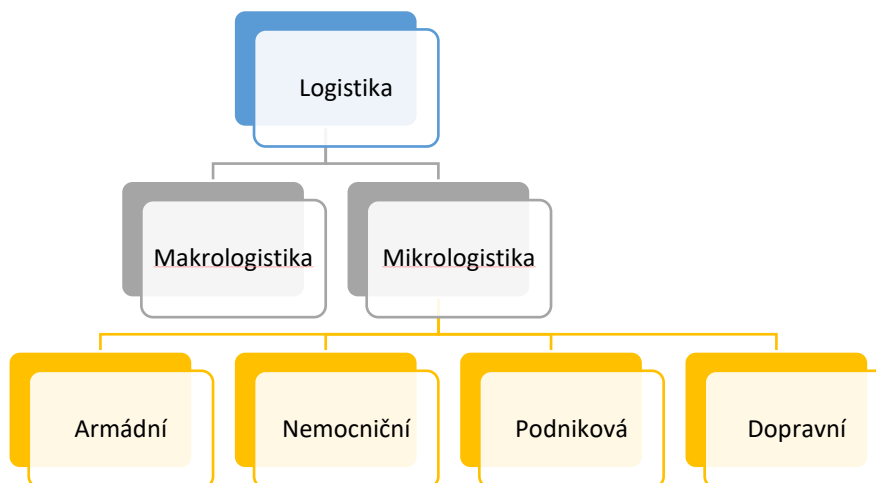 Logistika
Makrologistika
Mikrologistika
Armádní
Nemocniční
Podniková
Dopravní